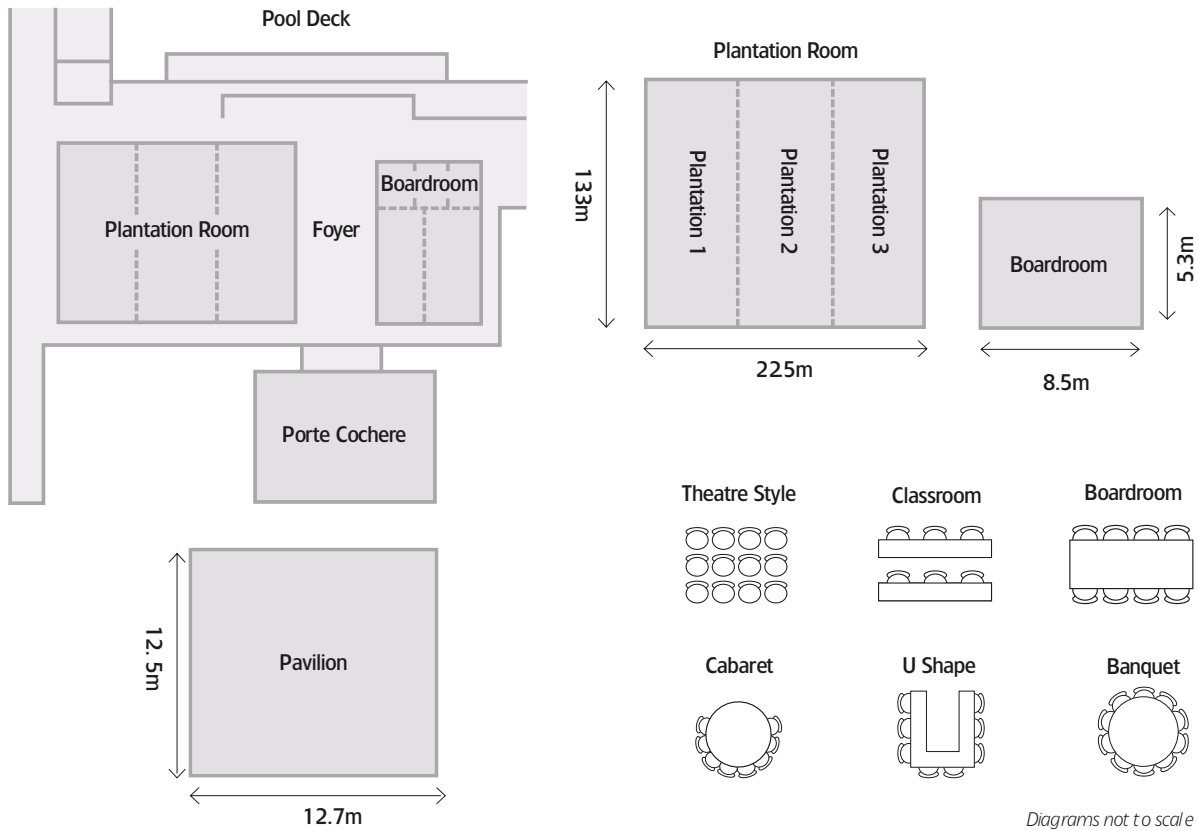 Pool Deck
Plantation Room
Foyer
Boardroom
Porte Cochere
12. 5m
Pavilion
12.7m
Plantation Room
133m
Plantation 1
Plantation 2
Plantation 3
225m
Boardroom
5.3m
8.5m
Theatre Style
Classroom
Boardroom
Cabaret
U Shape
Banquet
Diagrams not to scale